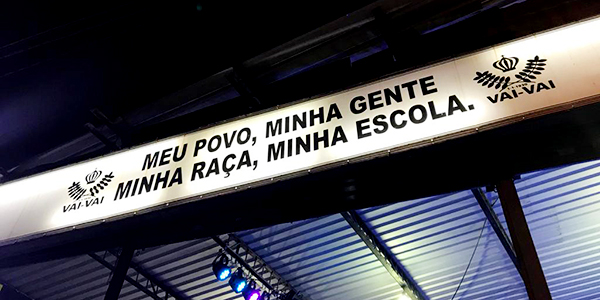 MEU POVO, MINHA GENTE
MINHA RAÇA, MINHA ESCOLA.
VAI-VAI
VAI-VAI